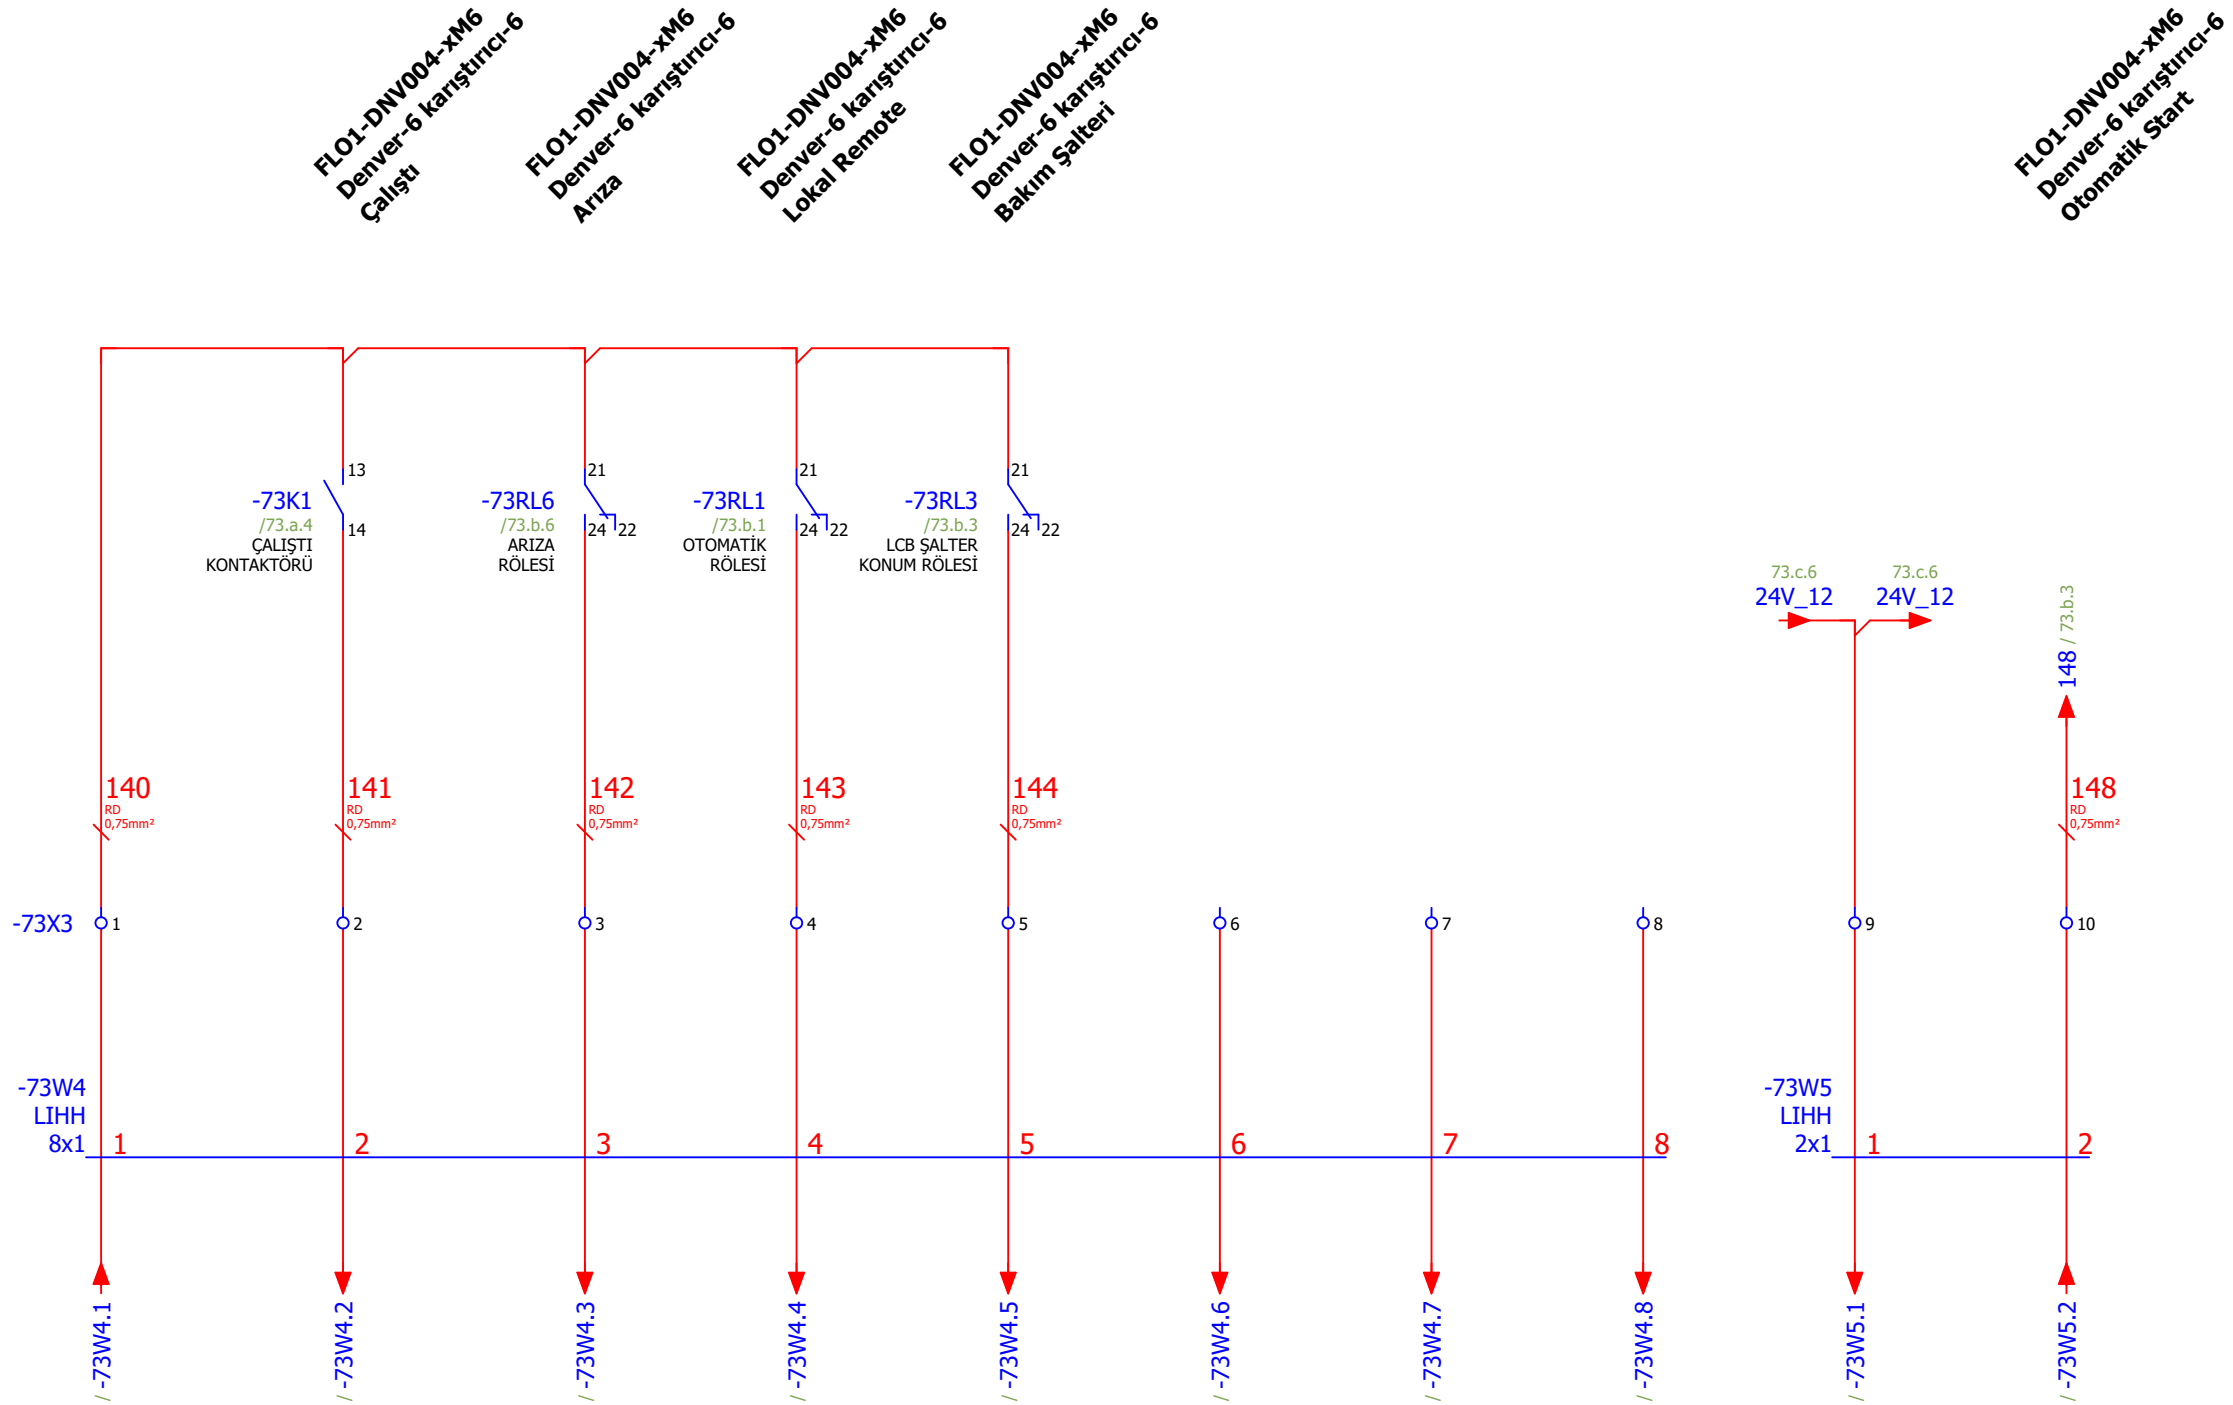 FLO1-DNV004-xM6
Denver-6 karıştırıcı-6
Çalıştı
FLO1-DNV004-xM6
Denver-6 karıştırıcı-6
Arıza
FLO1-DNV004-xM6
Denver-6 karıştırıcı-6
Lokal Remote
FLO1-DNV004-xM6
Denver-6 karıştırıcı-6
Bakım Şalteri
FLO1-DNV004-xM6
Denver-6 karıştırıcı-6
Otomatik Start
-73K1
/73.a.4
ÇALIŞTI
KONTAKTÖRÜ
13
14
-73RL6
/73.b.6
ARIZA
RÖLESİ
21
24
22
-73RL1
/73.b.1
OTOMATİK
RÖLESİ
21
24
22
-73RL3
/73.b.3
LCB ŞALTER
KONUM RÖLESİ
21
24
22
73.c.6
24V_12
73.c.6
24V_12
148 / 73.b.3
140
RD
0,75mm²
141
RD
0,75mm²
142
RD
0,75mm²
143
RD
0,75mm²
144
RD
0,75mm²
148
RD
0,75mm²
-73X3
1
2
3
4
5
6
7
8
9
10
-73W4
LIHH
8x1
1
2
3
4
5
6
7
8
-73W5
LIHH
2x1
1
2
/ -73W4.1
/ -73W4.2
/ -73W4.3
/ -73W4.4
/ -73W4.5
/ -73W4.6
/ -73W4.7
/ -73W4.8
/ -73W5.1
/ -73W5.2